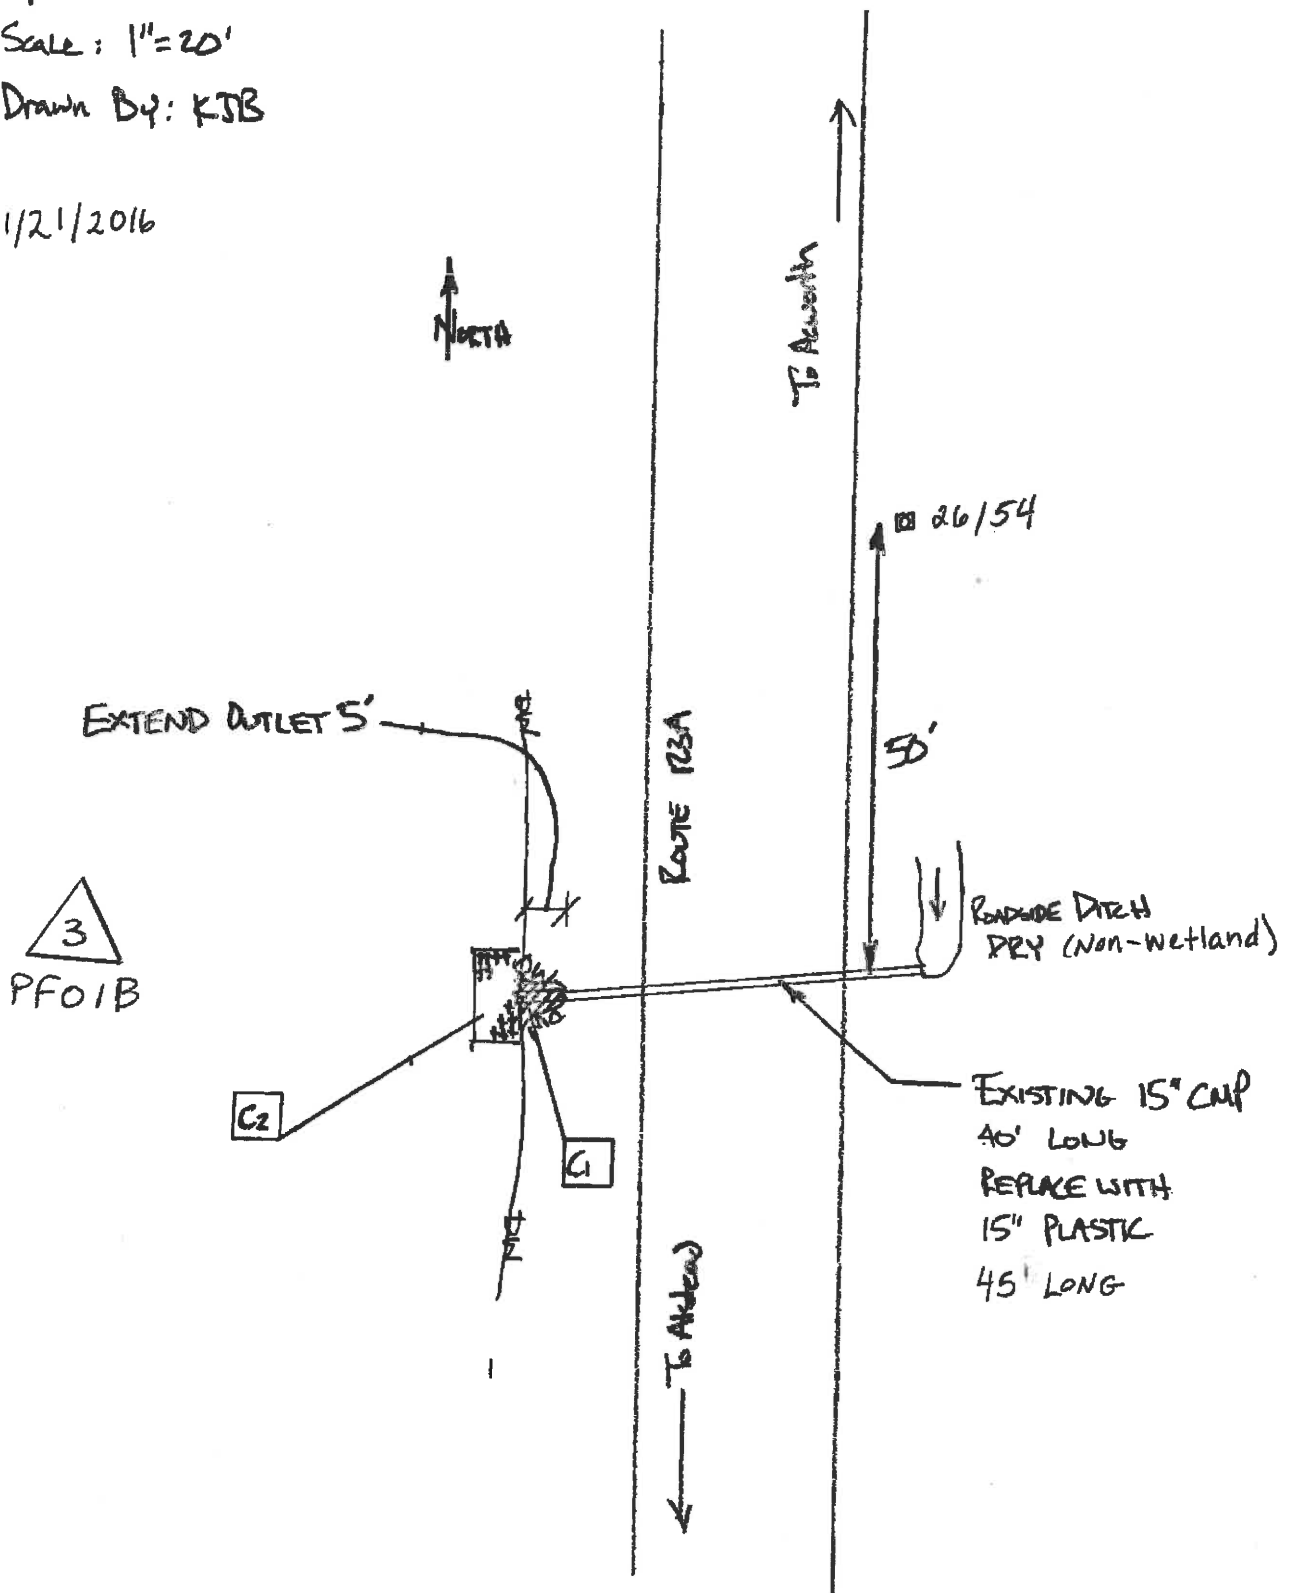 Scale: 1"=20'
Drawn By: KJB
1/21/2016
NORTH
To Acworth
26/54
EXTEND OUTLET 5'
ROUTE 123A
50'
3
PFO1B
ROADSIDE DITCH
DRY (Non-wetland)
C2
C1
EXISTING 15" CMP
40' LONG
REPLACE WITH
15" PLASTIC
45' LONG
To Alstead